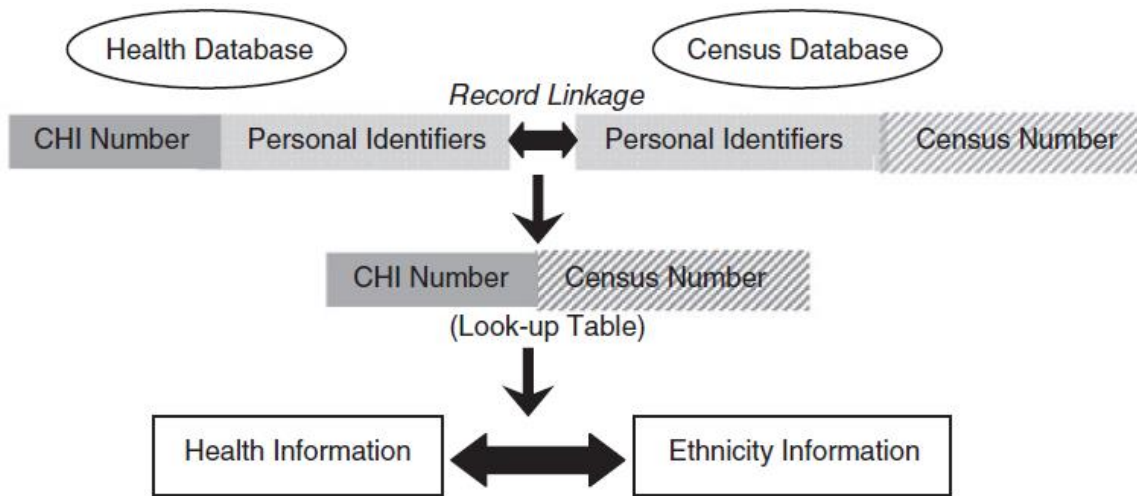 Health Database
Census Database
Record Linkage
CHI Number Personal Identifiers Personal Identifiers Census Number
CHI Number Census Number
(Look-up Table)
Health Information Ethnicity Information